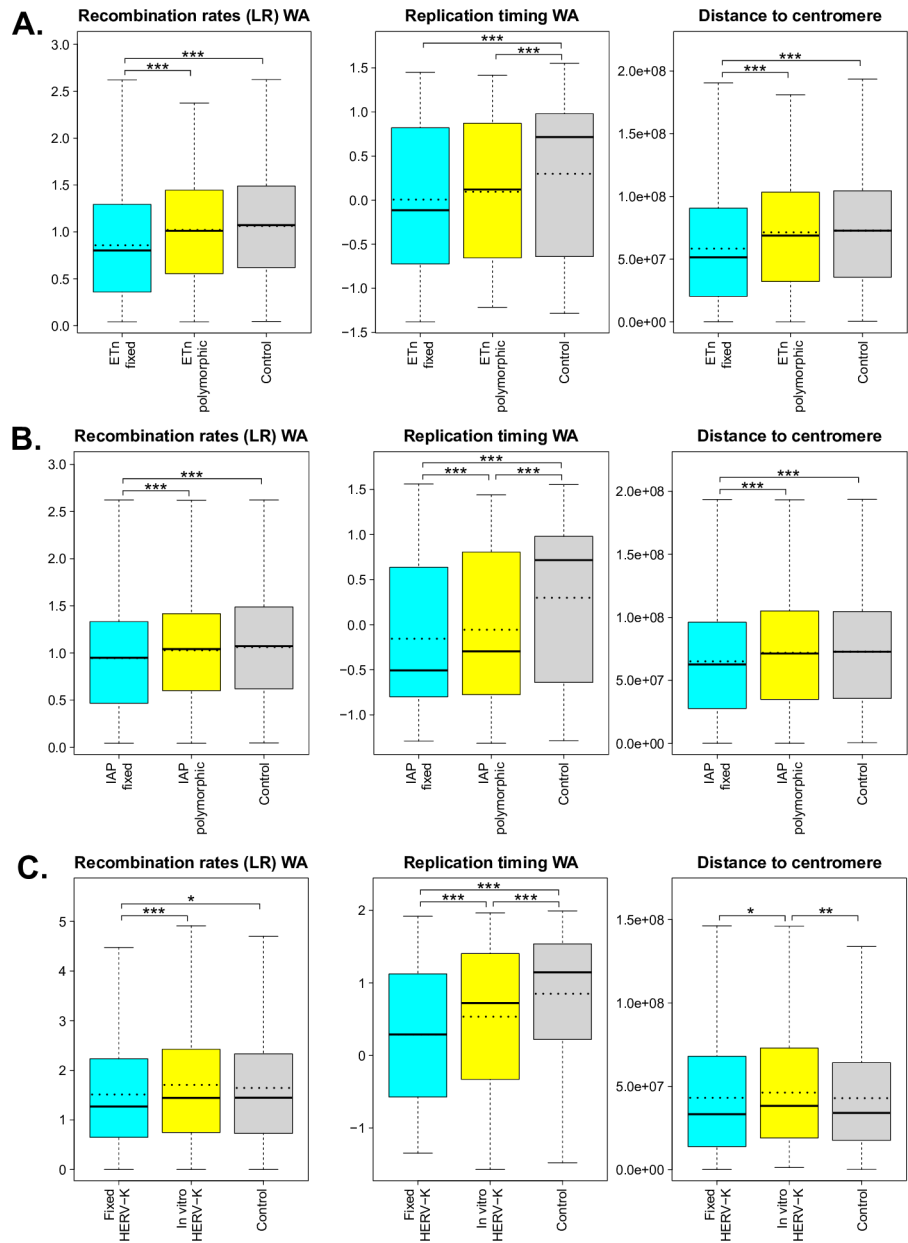 A.
Recombination rates (LR) WA
Replication timing WA
Distance to centromere
3.0
2.5
2.0
1.5
1.0
0.5
0.0
***
***
ETn
fixed
ETn
polymorphic
Control
1.5
1.0
0.5
0.0
−0.5
−1.0
−1.5
***
***
ETn
fixed
ETn
polymorphic
Control
2.0e+08
1.5e+08
1.0e+08
5.0e+07
0.0e+00
***
***
ETn
fixed
ETn
polymorphic
Control
B.
Recombination rates (LR) WA
Replication timing WA
Distance to centromere
3.0
2.5
2.0
1.5
1.0
0.5
0.0
***
***
IAP
fixed
IAP
polymorphic
Control
1.5
1.0
0.5
0.0
−0.5
−1.0
***
***
***
IAP
fixed
IAP
polymorphic
Control
2.0e+08
1.5e+08
1.0e+08
5.0e+07
0.0e+00
***
***
IAP
fixed
IAP
polymorphic
Control
C.
Recombination rates (LR) WA
Replication timing WA
Distance to centromere
5
4
3
2
1
0
*
***
Fixed
HERV−K
In vitro
HERV−K
Control
2
1
0
−1
***
***
***
Fixed
HERV−K
In vitro
HERV−K
Control
1.5e+08
1.0e+08
5.0e+07
0.0e+00
*
**
Fixed
HERV−K
In vitro
HERV−K
Control